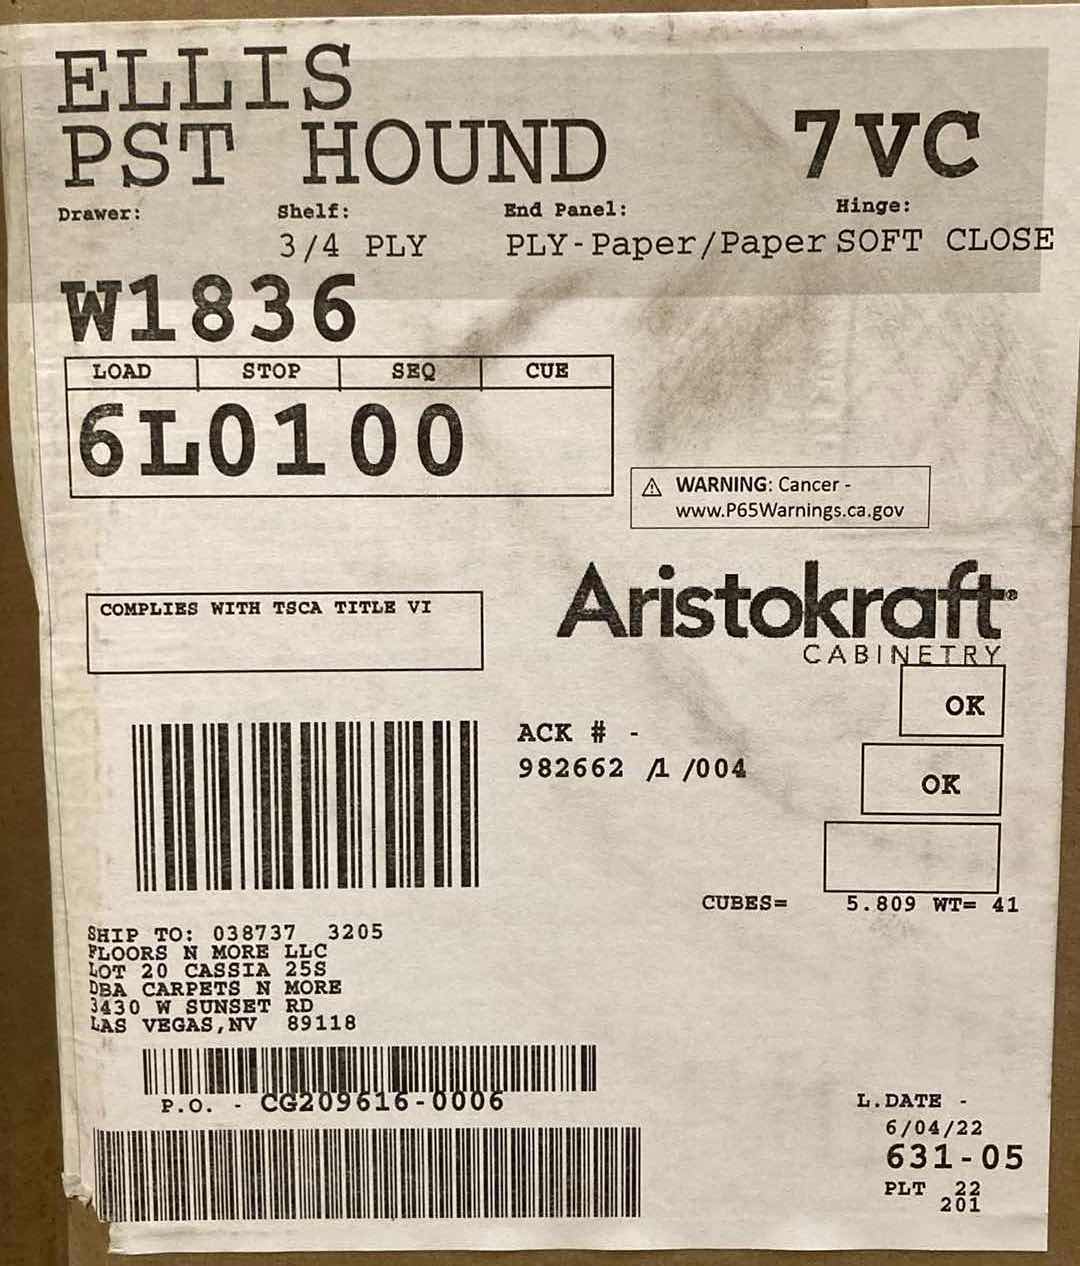 ELLIS
PST HOUND 7VC
Drawer: Shelf: End Panel: Hinge:
3/4 PLY PLY-Paper/Paper SOFT CLOSE
W1836
LOAD STOP SEQ CUE
6L0100
⚠ WARNING: Cancer -
www.P65Warnings.ca.gov
COMPLIES WITH TSCA TITLE VI
Aristokraft®
CABINETRY
OK
ACK # -
982662 /1 /004
OK
CUBES= 5.809 WT= 41
SHIP TO: 038737 3205
FLOORS N MORE LLC
LOT 20 CASSIA 25S
DBA CARPETS N MORE
3430 W SUNSET RD
LAS VEGAS,NV 89118
P.O. - CG209616-0006
L.DATE -
6/04/22
631-05
PLT 22
201